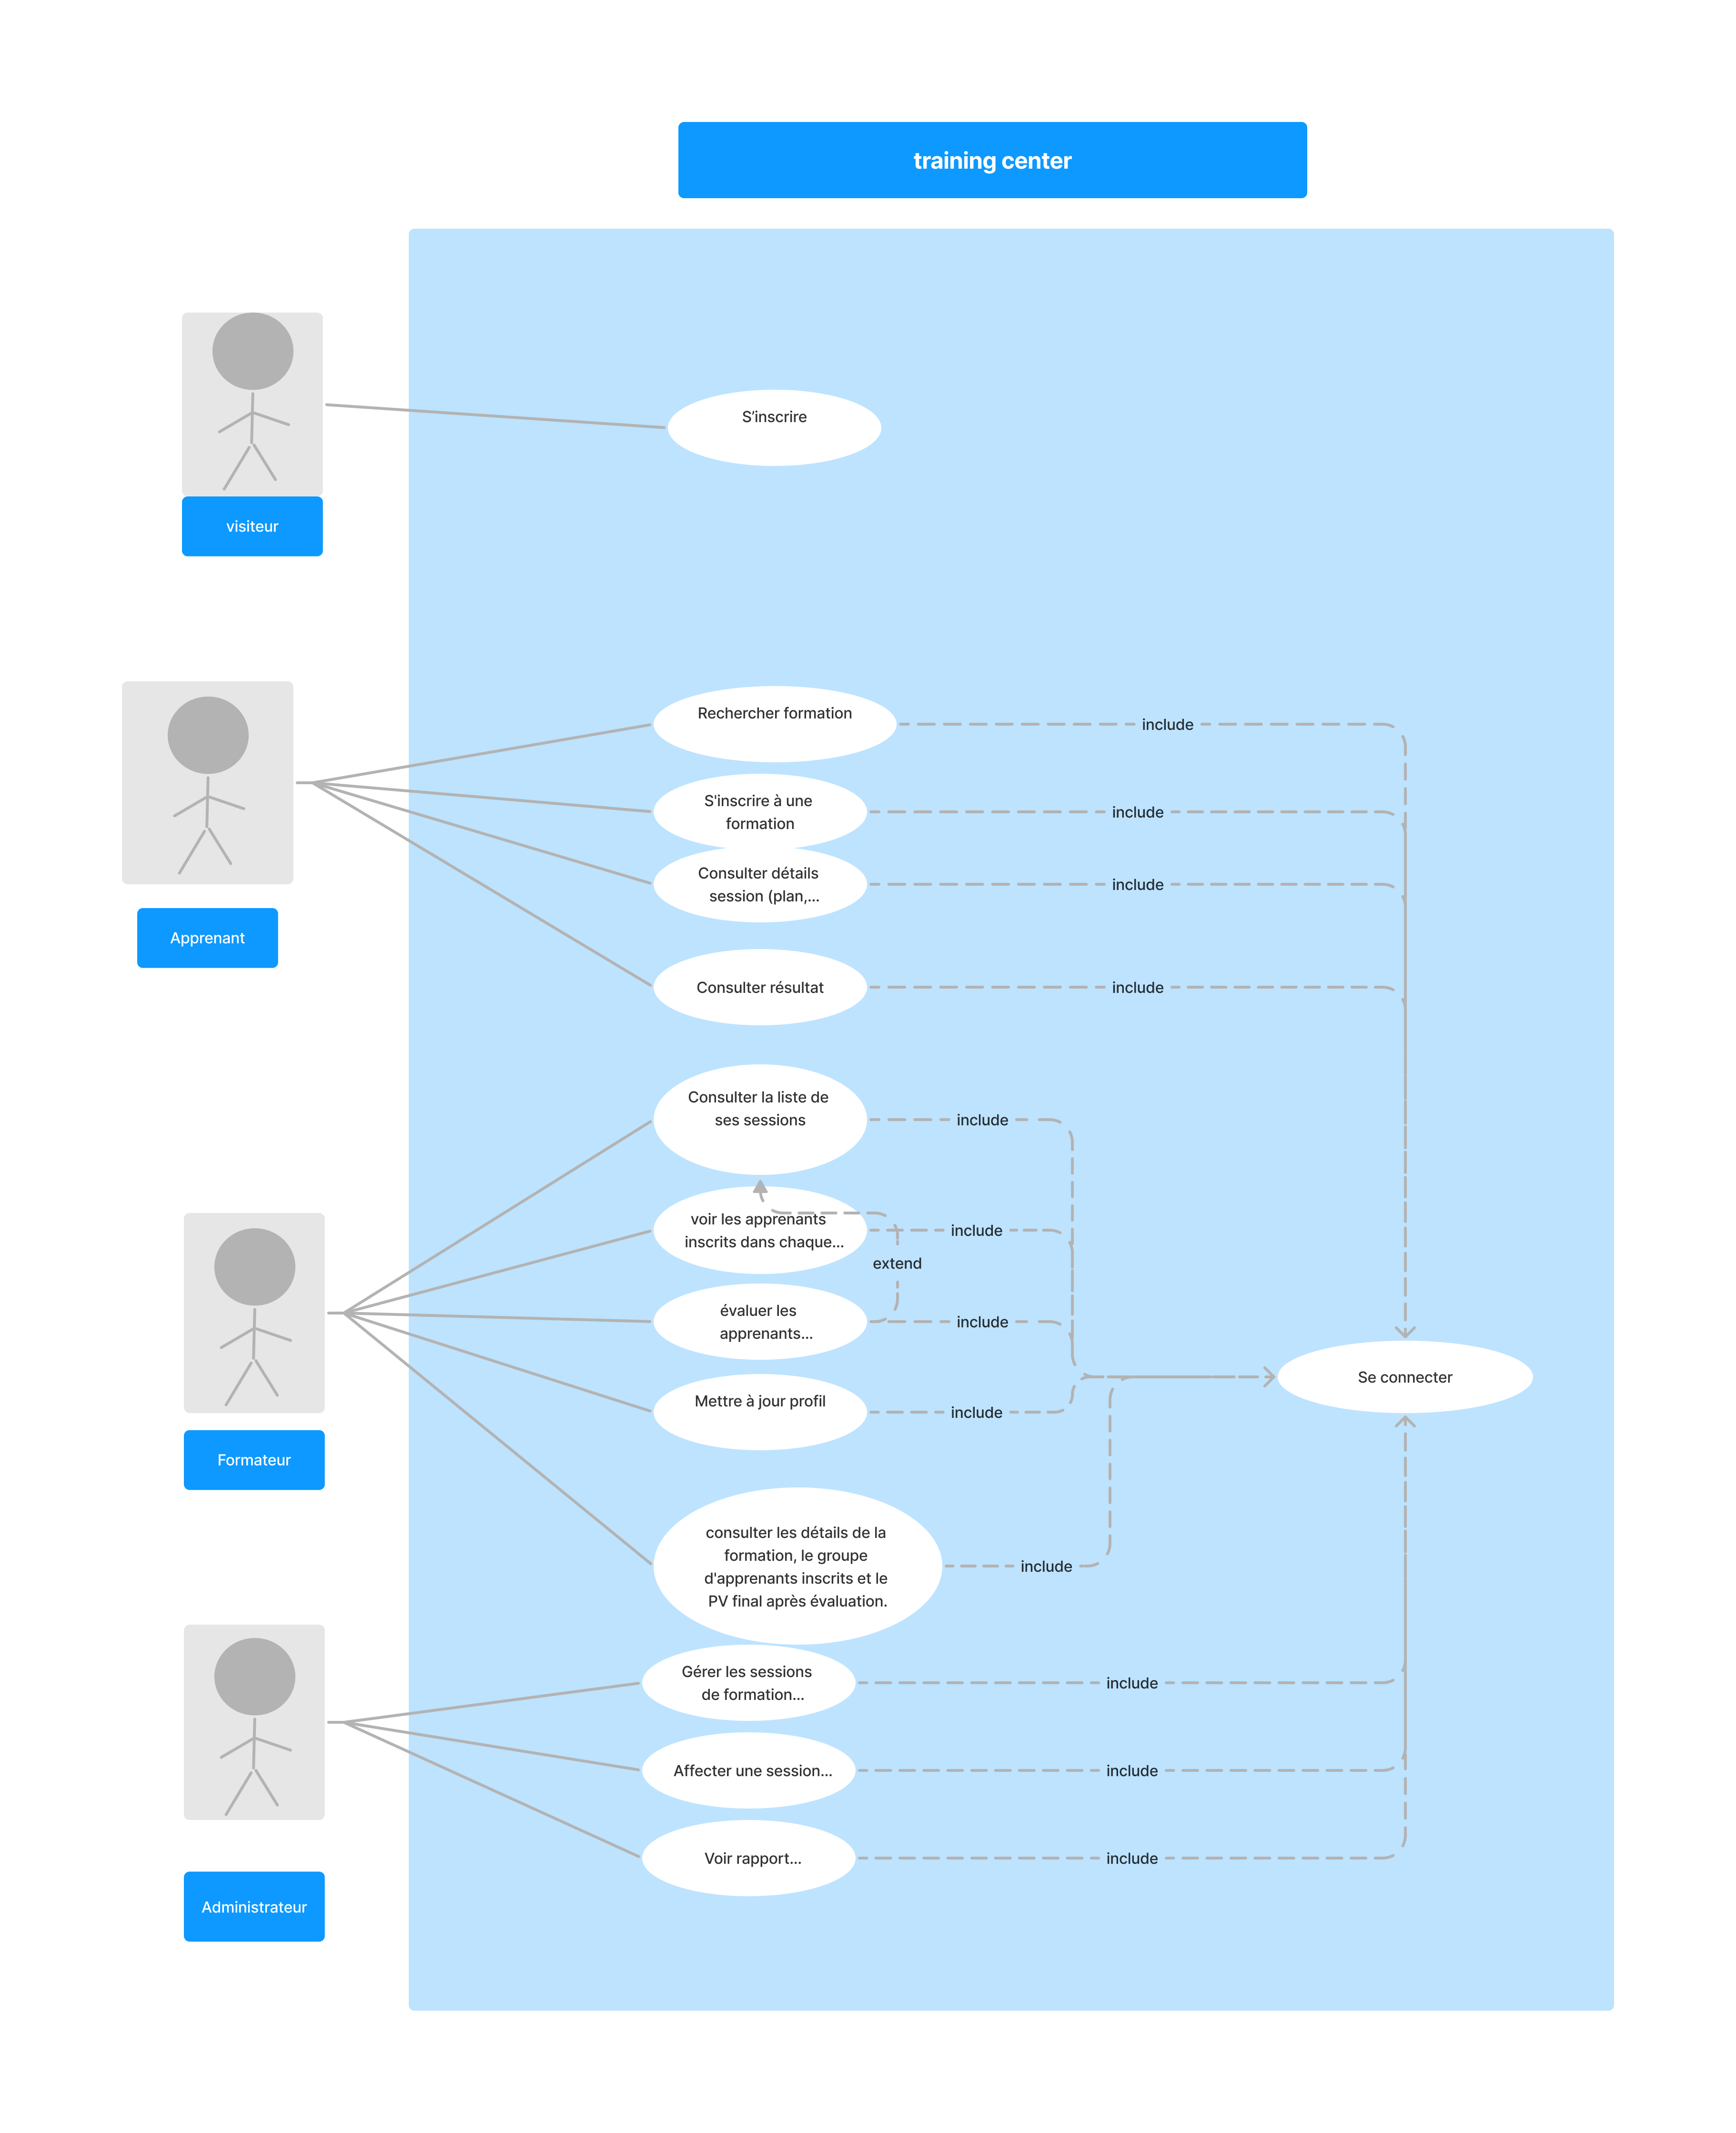 training center
S’inscrire
visiteur
Rechercher formation
include
S'inscrire à une
formation
include
Consulter détails
session (plan,...
include
Apprenant
Consulter résultat
include
Consulter la liste de
ses sessions
include
voir les apprenants
inscrits dans chaque...
include
extend
évaluer les
apprenants...
include
Se connecter
Mettre à jour profil
include
Formateur
consulter les détails de la
formation, le groupe
d'apprenants inscrits et le
PV final après évaluation.
include
Gérer les sessions
de formation...
include
Affecter une session...
include
Voir rapport...
include
Administrateur